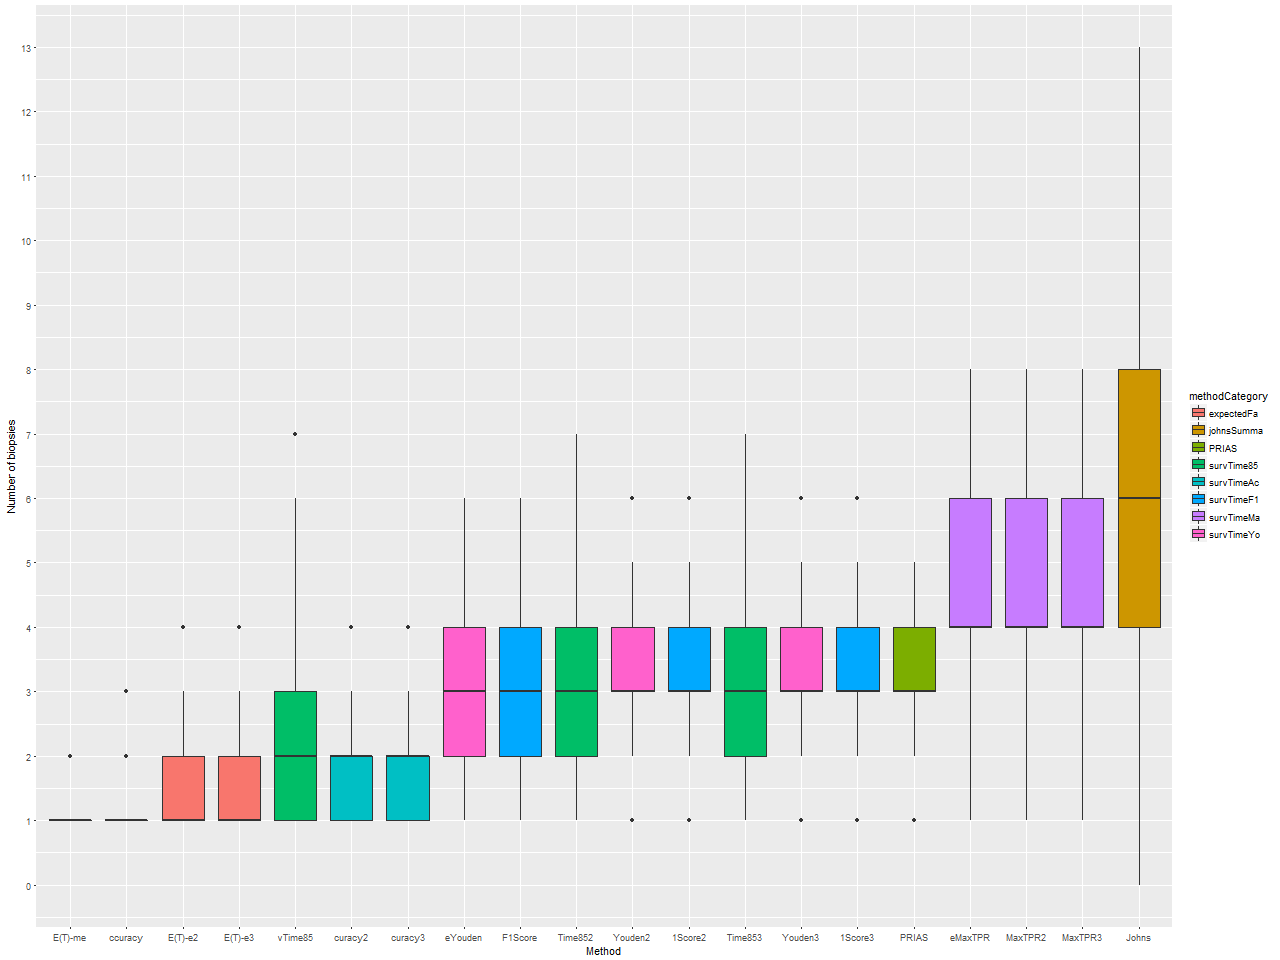 13
12
11
10
9
8
7
6
5
4
3
2
1
0
Number of biopsies
E(T)-me ccuracy E(T)-e2 E(T)-e3 vTime85 curacy2 curacy3 eYouden F1Score Time852 Youden2 1Score2 Time853 Youden3 1Score3 PRIAS eMaxTPR MaxTPR2 MaxTPR3 Johns
Method
methodCategory
expectedFa
johnsSumma
PRIAS
survTime85
survTimeAc
survTimeF1
survTimeMa
survTimeYo